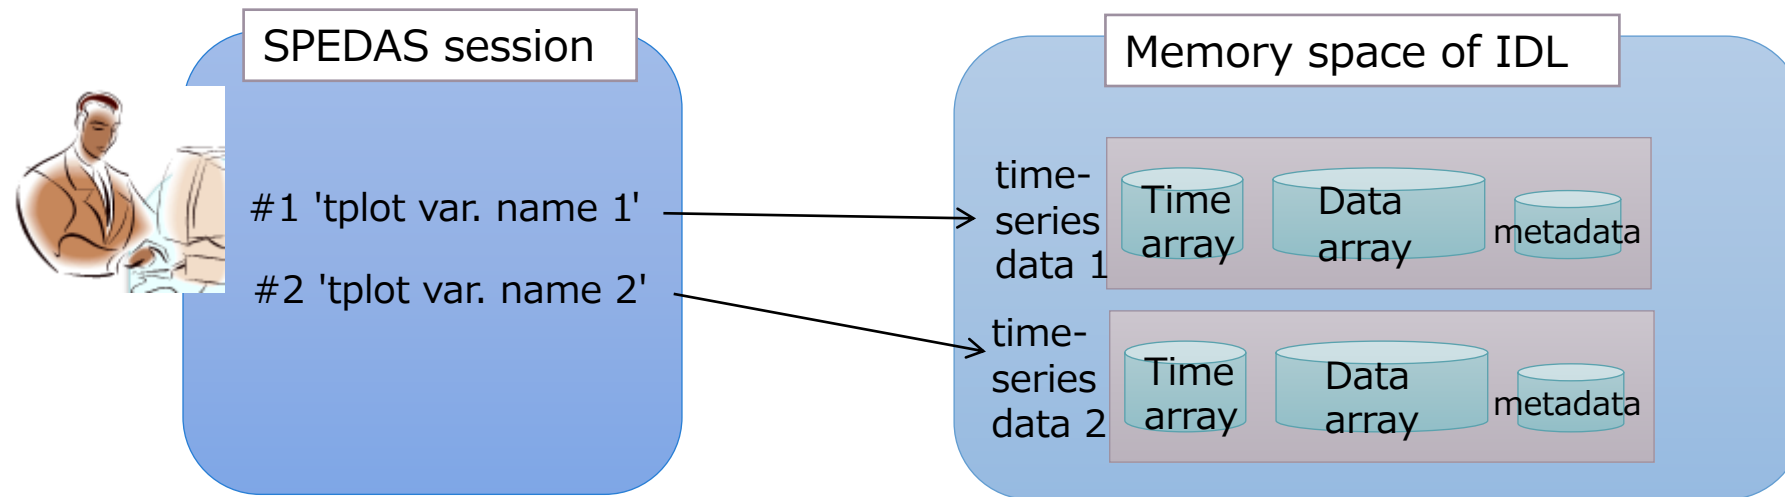 SPEDAS session
#1 'tplot var. name 1'
#2 'tplot var. name 2'
Memory space of IDL
time-
series
data 1
Time
array
Data
array
metadata
time-
series
data 2
Time
array
Data
array
metadata